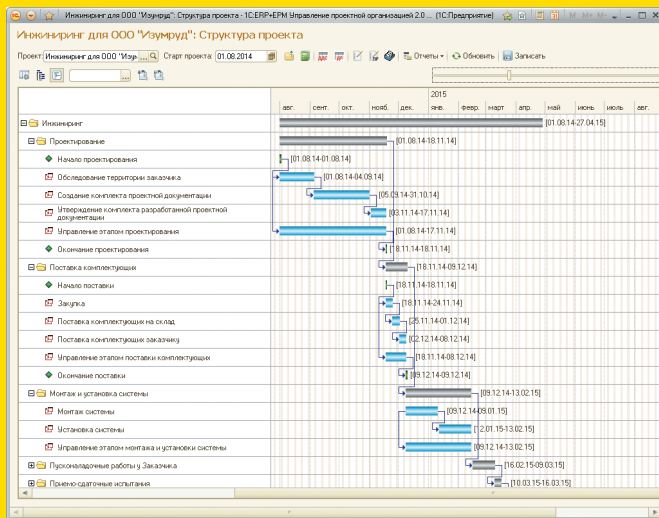 Инжиниринг для ООО "Изумруд": Структура проекта - 1С:ERP+EPM Управление проектной организацией 2.0 ... (1С:Предприятие)
M M+ M-
Инжиниринг для ООО "Изумруд": Структура проекта
Проект: Инжиниринг для ООО "Изум ... Старт проекта: 01.08.2014 Отчеты Обновить Записать
...
2015
авг. сент. окт. нояб. дек. янв. февр. март апр. май июнь июль авг.
Инжиниринг [01.08.14-27.04.15]
Проектирование [01.08.14-18.11.14]
Начало проектирования [01.08.14-01.08.14]
Обследование территории заказчика [01.08.14-04.09.14]
Создание комплекта проектной документации [05.09.14-31.10.14]
Утверждение комплекта разработанной проектной
документации [03.11.14-17.11.14]
Управление этапом проектирования [01.08.14-17.11.14]
Окончание проектирования [18.11.14-18.11.14]
Поставка комплектующих [18.11.14-09.12.14]
Начало поставки [18.11.14-18.11.14]
Закупка [18.11.14-24.11.14]
Поставка комплектующих на склад [25.11.14-01.12.14]
Поставка комплектующих заказчику [02.12.14-08.12.14]
Управление этапом поставки комплектующих [18.11.14-08.12.14]
Окончание поставки [09.12.14-09.12.14]
Монтаж и установка системы [09.12.14-13.02.15]
Монтаж системы [09.12.14-09.01.15]
Установка системы [12.01.15-13.02.15]
Управление этапом монтажа и установки системы [09.12.14-13.02.15]
Пусконаладочные работы у Заказчика [16.02.15-09.03.15]
Приемо-сдаточные испытания [10.03.15-16.03.15]